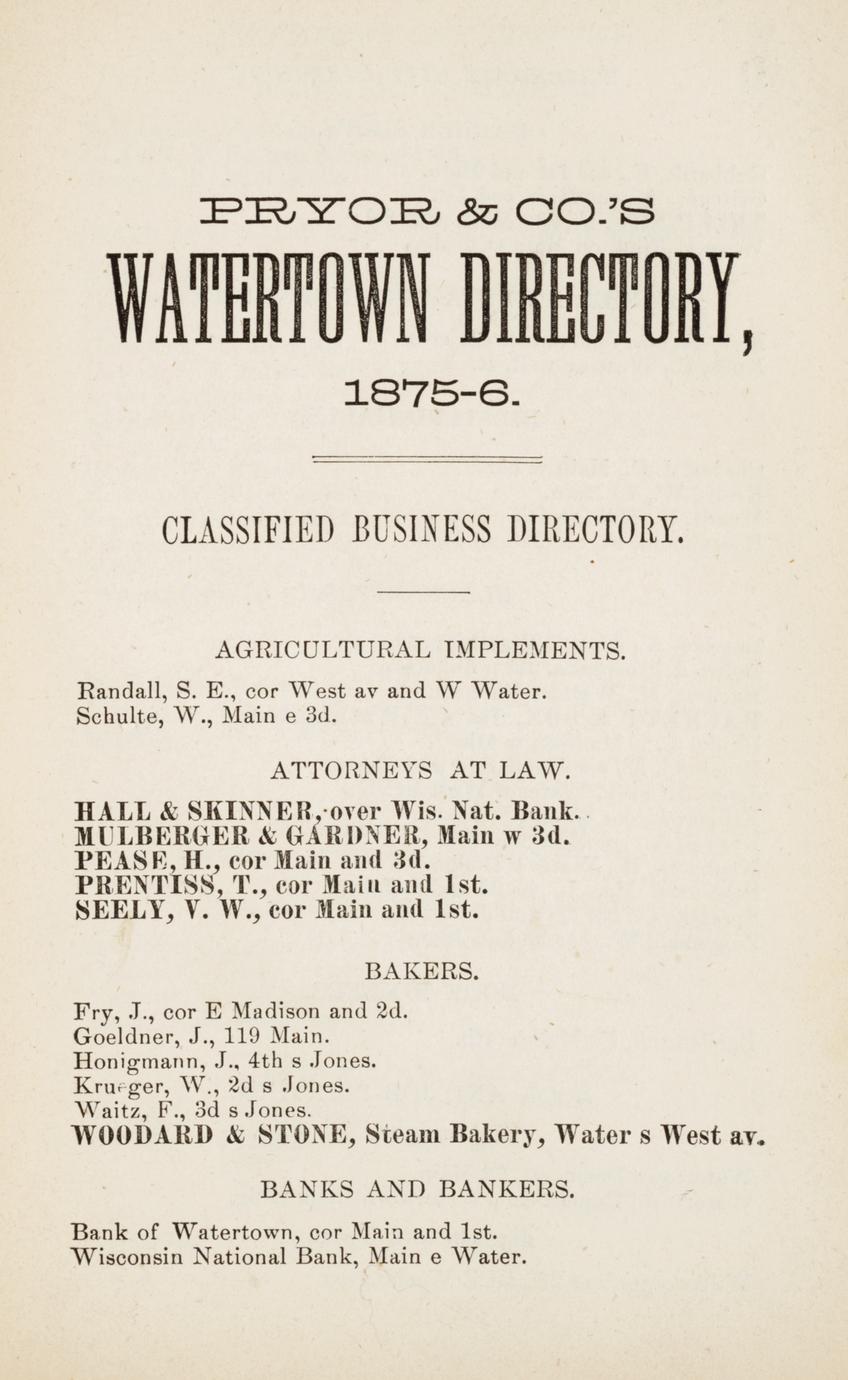 PRYOR & CO.'S
WATERTOWN DIRECTORY,
1875-6.
CLASSIFIED BUSINESS DIRECTORY.
AGRICULTURAL IMPLEMENTS.
Randall, S. E., cor West av and W Water.
Schulte, W., Main e 3d.
ATTORNEYS AT LAW.
HALL & SKINNER, over Wis. Nat. Bank.
MULBERGER & GARDNER, Main w 3d.
PEASE, H., cor Main and 3d.
PRENTISS, T., cor Main and 1st.
SEELY, V. W., cor Main and 1st.
BAKERS.
Fry, J., cor E Madison and 2d.
Goeldner, J., 119 Main.
Honigmann, J., 4th s Jones.
Krueger, W., 2d s Jones.
Waitz, F., 3d s Jones.
WOODARD & STONE, Steam Bakery, Water s West av.
BANKS AND BANKERS.
Bank of Watertown, cor Main and 1st.
Wisconsin National Bank, Main e Water.